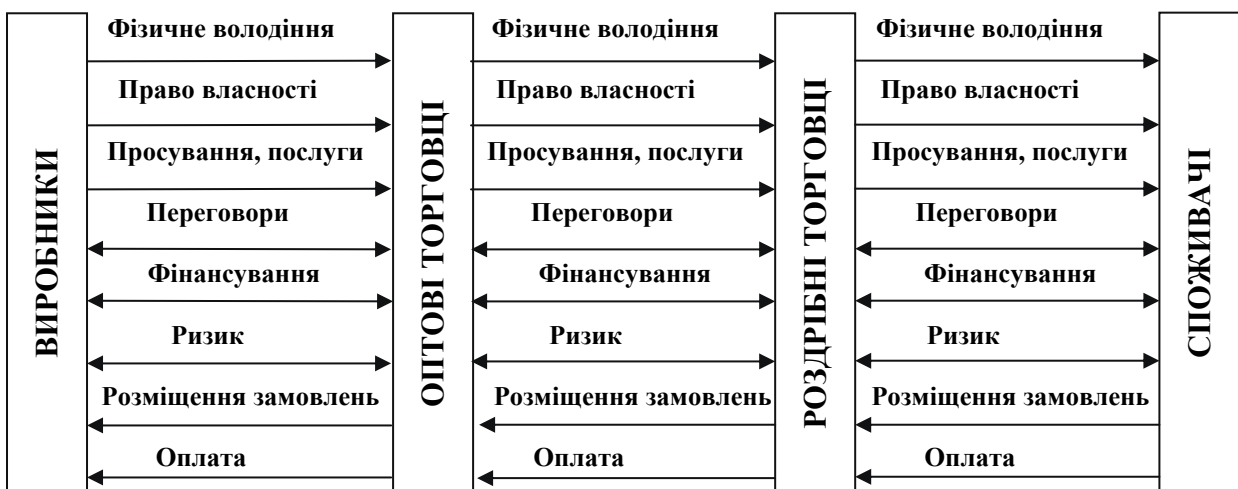 ВИРОБНИКИ
Фізичне володіння
Право власності
Просування, послуги
Переговори
Фінансування
Ризик
Розміщення замовлень
Оплата
ОПТОВІ ТОРГОВЦІ
Фізичне володіння
Право власності
Просування, послуги
Переговори
Фінансування
Ризик
Розміщення замовлень
Оплата
РОЗДРІБНІ ТОРГОВЦІ
Фізичне володіння
Право власності
Просування, послуги
Переговори
Фінансування
Ризик
Розміщення замовлень
Оплата
СПОЖИВАЧІ